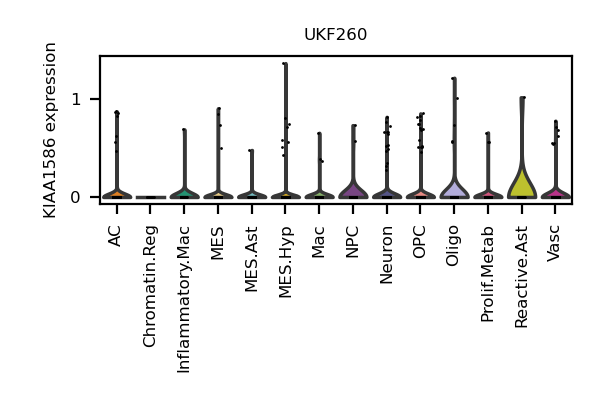 UKF260
KIAA1586 expression
1
0
AC
Chromatin.Reg
Inflammatory.Mac
MES
MES.Ast
MES.Hyp
Mac
NPC
Neuron
OPC
Oligo
Prolif.Metab
Reactive.Ast
Vasc